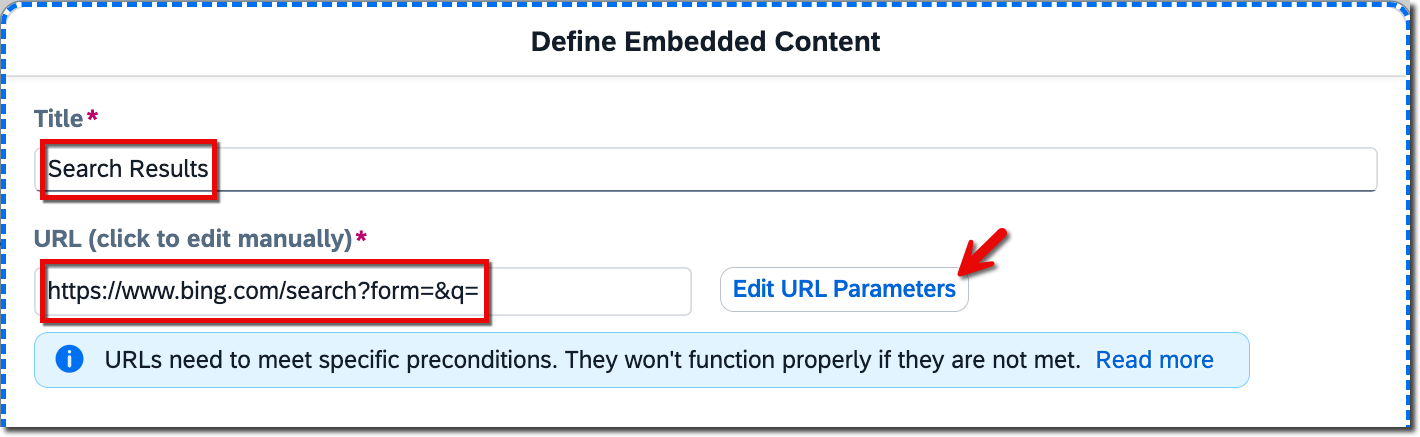 Define Embedded Content
Title*
Search Results
URL (click to edit manually)*
https://www.bing.com/search?form=&q=
Edit URL Parameters
URLs need to meet specific preconditions. They won't function properly if they are not met. Read more